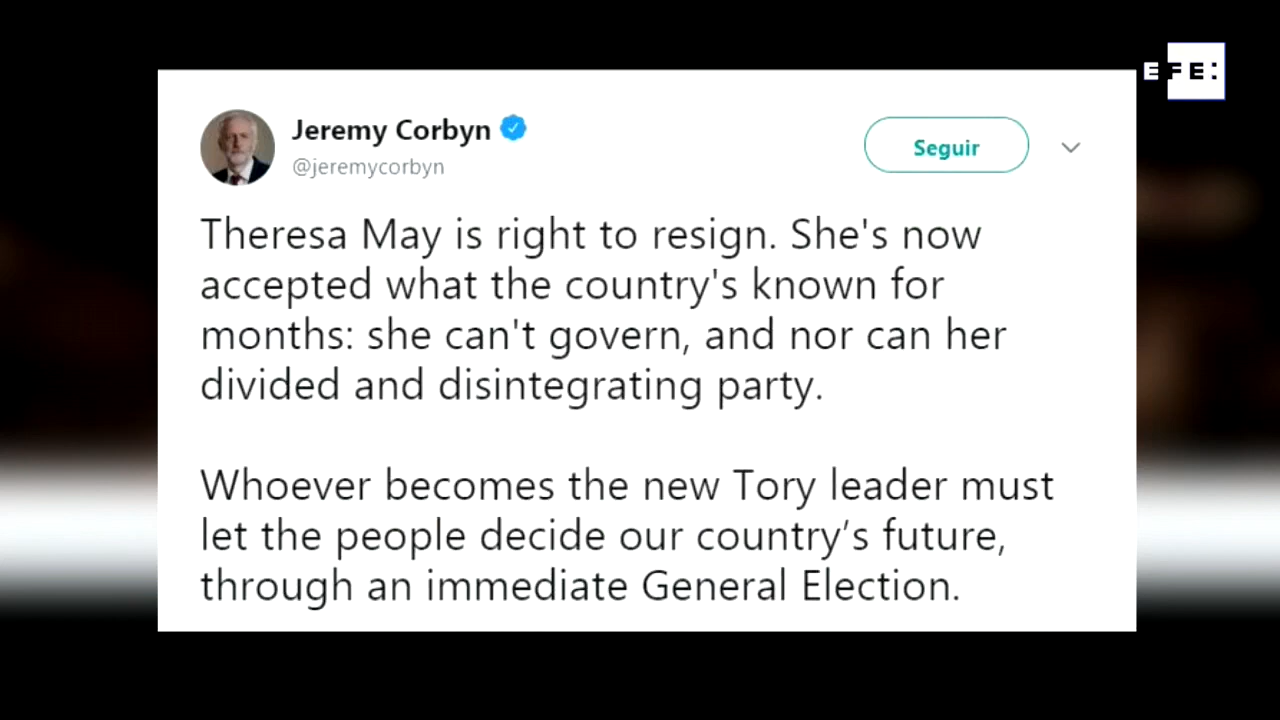 EFE:
Jeremy Corbyn
@jeremycorbyn
Seguir
Theresa May is right to resign. She's now
accepted what the country's known for
months: she can't govern, and nor can her
divided and disintegrating party.
Whoever becomes the new Tory leader must
let the people decide our country’s future,
through an immediate General Election.